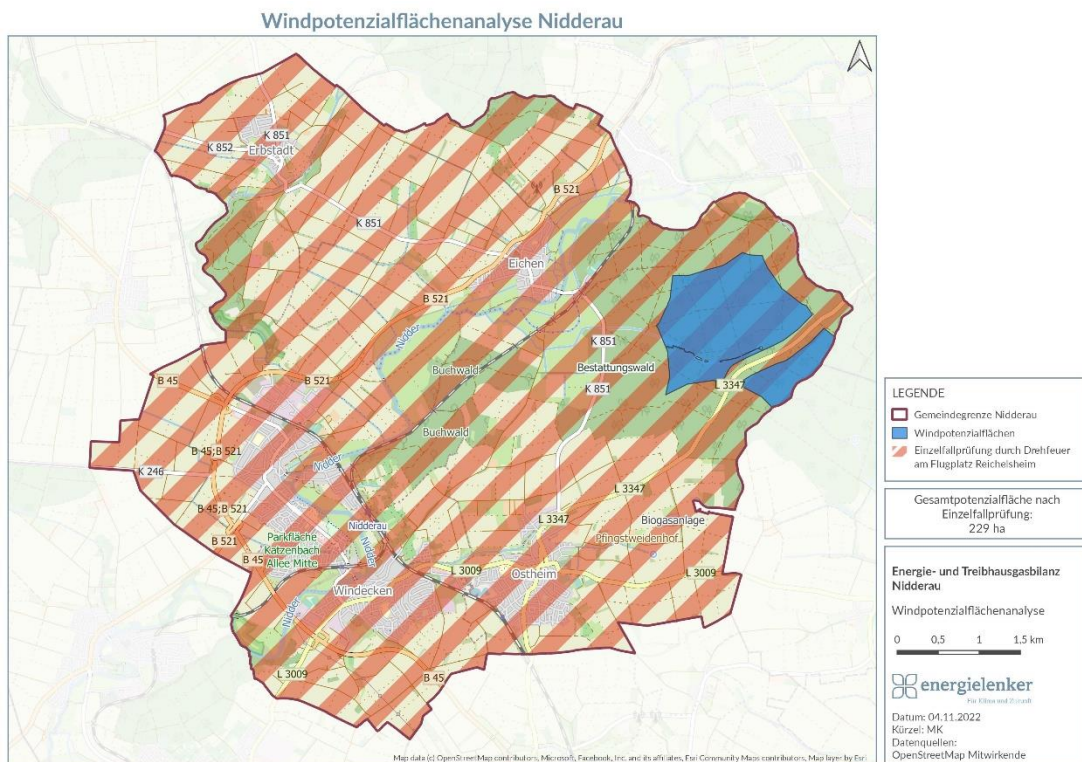 Windpotenzialflächenanalyse Nidderau
K 851
K 852
Erbstadt
B 521
K 851
Eichen
B 521
Nidder
K 851
Buchwald
Bestattungswald
B 45
B 521
K 851
L 3347
Buchwald
B 45;B 521
Nidder
K 246
L 3347
B 45;B 521
L 3347
Biogasanlage
Nidderau
Pfingstweidenhof
B 521
Parkfläche
Katzenbach
Allee Mitte
Nidder
B 45
L 3009
Ostheim
L 3009
Windecken
Nidder
L 3009
B 45
Map data (c) OpenStreetMap contributors, Microsoft, Facebook, Inc. and its affiliates, Esri Community Maps contributors, Map layer by Esri
LEGENDE
Gemeindegrenze Nidderau
Windpotenzialflächen
Einzelfallprüfung durch Drehfeuer
am Flugplatz Reichelsheim
Gesamtpotenzialfläche nach
Einzelfallprüfung:
229 ha
Energie- und Treibhausgasbilanz
Nidderau
Windpotenzialflächenanalyse
0 0,5 1 1,5 km
energielenker
Für Klima und Zukunft
Datum: 04.11.2022
Kürzel: MK
Datenquellen:
OpenStreetMap Mitwirkende